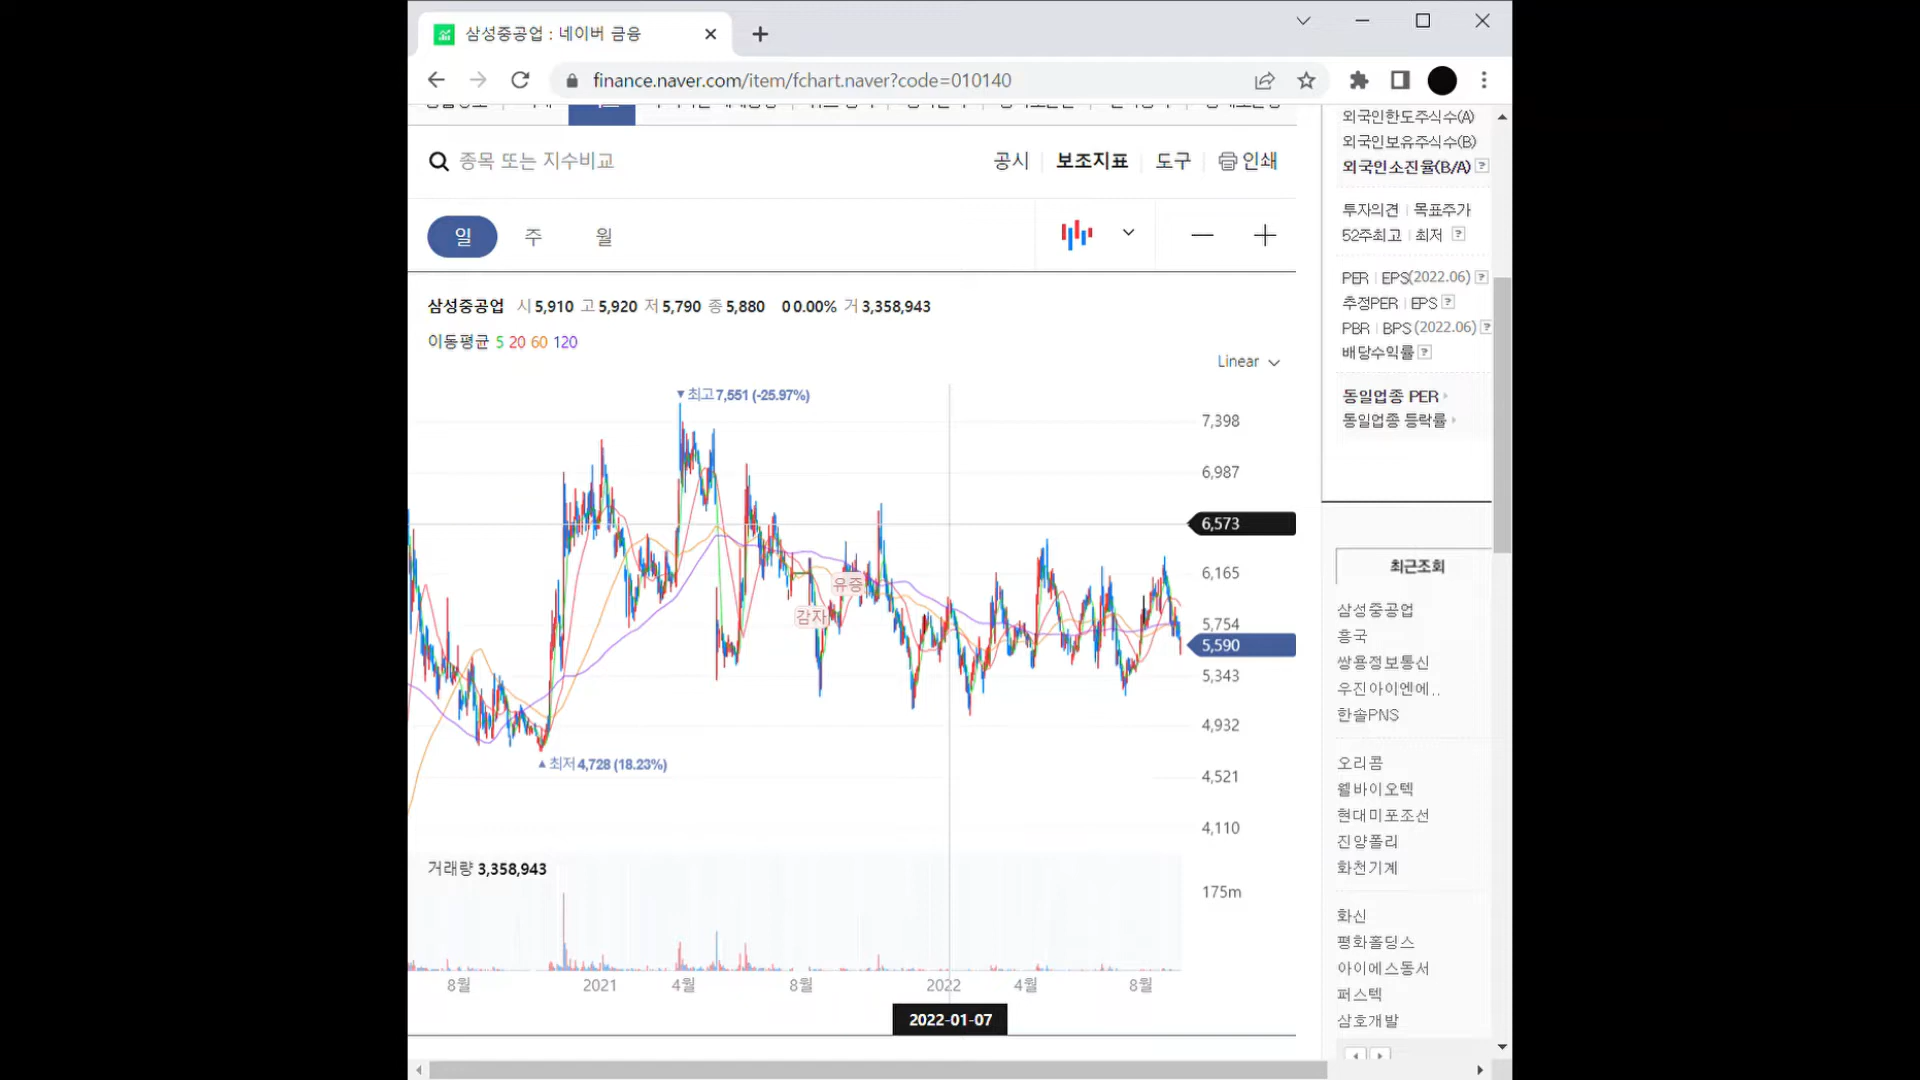 삼성중공업 : 네이버 금융
finance.naver.com/item/fchart.naver?code=010140
종목 또는 지수비교
공시 보조지표 도구 인쇄
일 주 월
삼성중공업 시 5,910 고 5,920 저 5,790 종 5,880 0 0.00% 거 3,358,943
이동평균 5 20 60 120
Linear
▼최고 7,551 (-25.97%)
7,398
6,987
6,573
6,165
5,754
5,590
5,343
4,932
4,521
4,110
유증
감자
▲최저 4,728 (18.23%)
거래량 3,358,943
175m
8월 2021 4월 8월 2022 4월 8월
2022-01-07
외국인한도주식수(A)
외국인보유주식수(B)
외국인소진율(B/A) ?
투자의견 | 목표주가
52주최고 | 최저 ?
PER | EPS(2022.06) ?
추정PER | EPS ?
PBR | BPS (2022.06) ?
배당수익률 ?
동일업종 PER
동일업종 등락률
최근조회
삼성중공업
흥국
쌍용정보통신
우진아이엔에..
한솔PNS
오리콤
웰바이오텍
현대미포조선
진양폴리
화천기계
화신
평화홀딩스
아이에스동서
퍼스텍
삼호개발